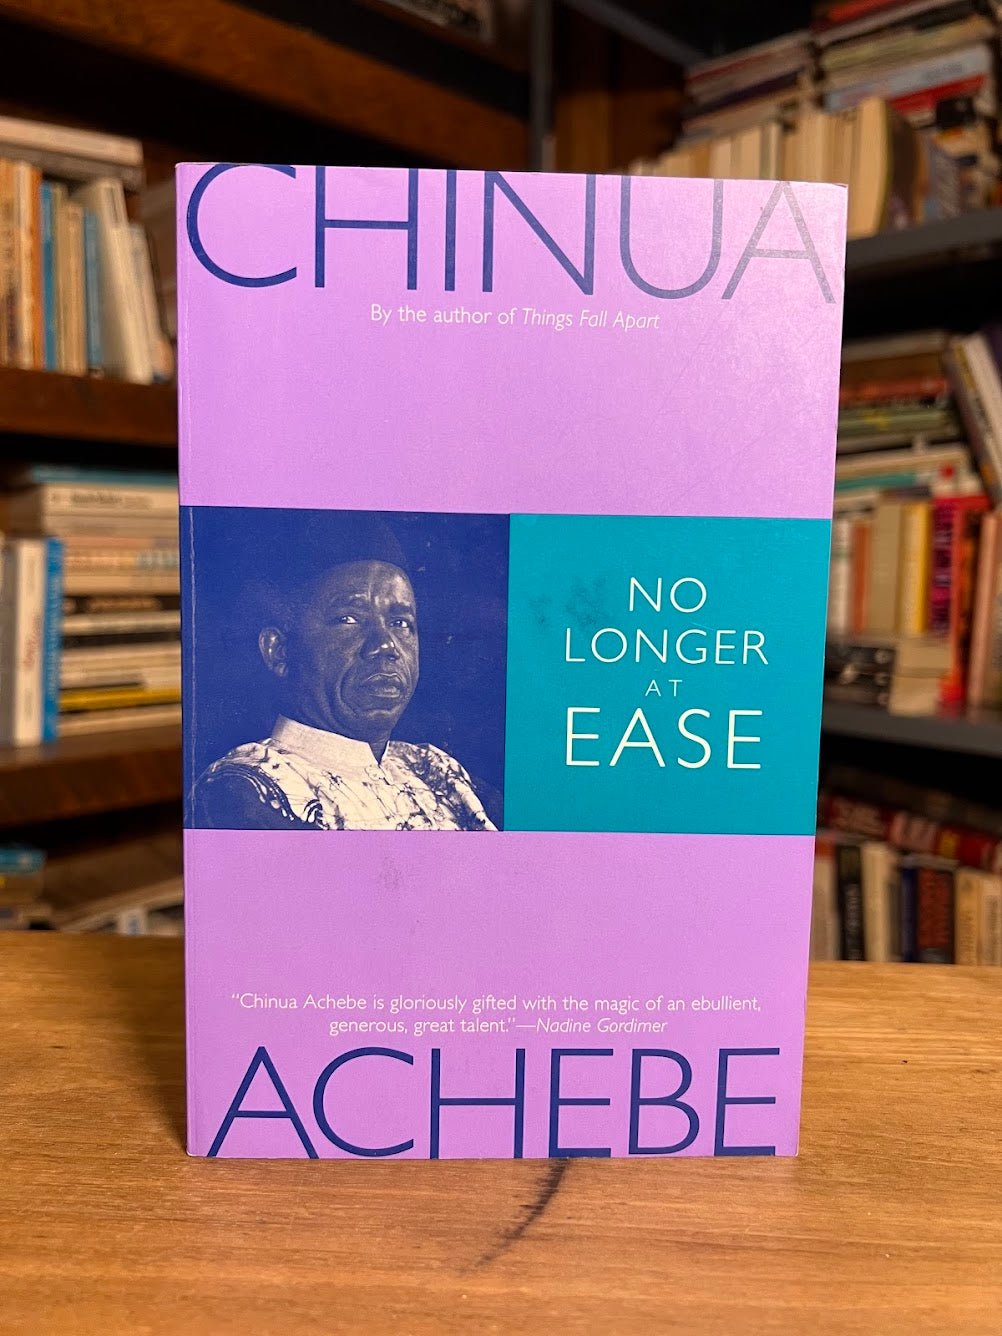 CHINUA
By the author of Things Fall Apart
NO
LONGER
AT
EASE
“Chinua Achebe is gloriously gifted with the magic of an ebullient,
generous, great talent.”—Nadine Gordimer
ACHEBE